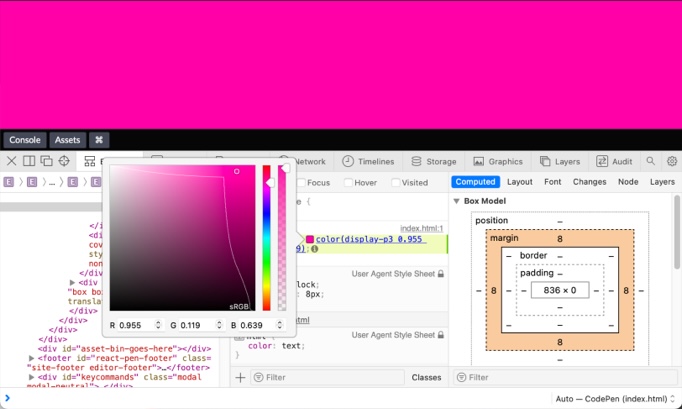 Console Assets ⌘
E
Network Timelines Storage Graphics Layers Audit
E E ... E E
Focus Hover Visited
Computed Layout Font Changes Node Layers
e {
Box Model
index.html:1
color(display-p3 0.955
9);
</i
<di
cov
sty
non
</di>
<di
"box bo
transla
</div>
</div>
</div>
</div>
<div id="asset-bin-goes-here"></div>
<footer id="react-pen-footer" class=
"site-footer editor-footer">…</footer>
<div id="keycommands" class="modal
modal-neutral">…</div>
sRGB
R 0.955 G 0.119 B 0.639
User Agent Style Sheet
lock;
: 8px;
html
User Agent Style Sheet
html {
color: text;
}
Filter Classes
position –
margin 8
border –
padding –
– 8 – – 836 × 0 – – 8 –
–
–
8
–
Filter
Auto — CodePen (index.html)